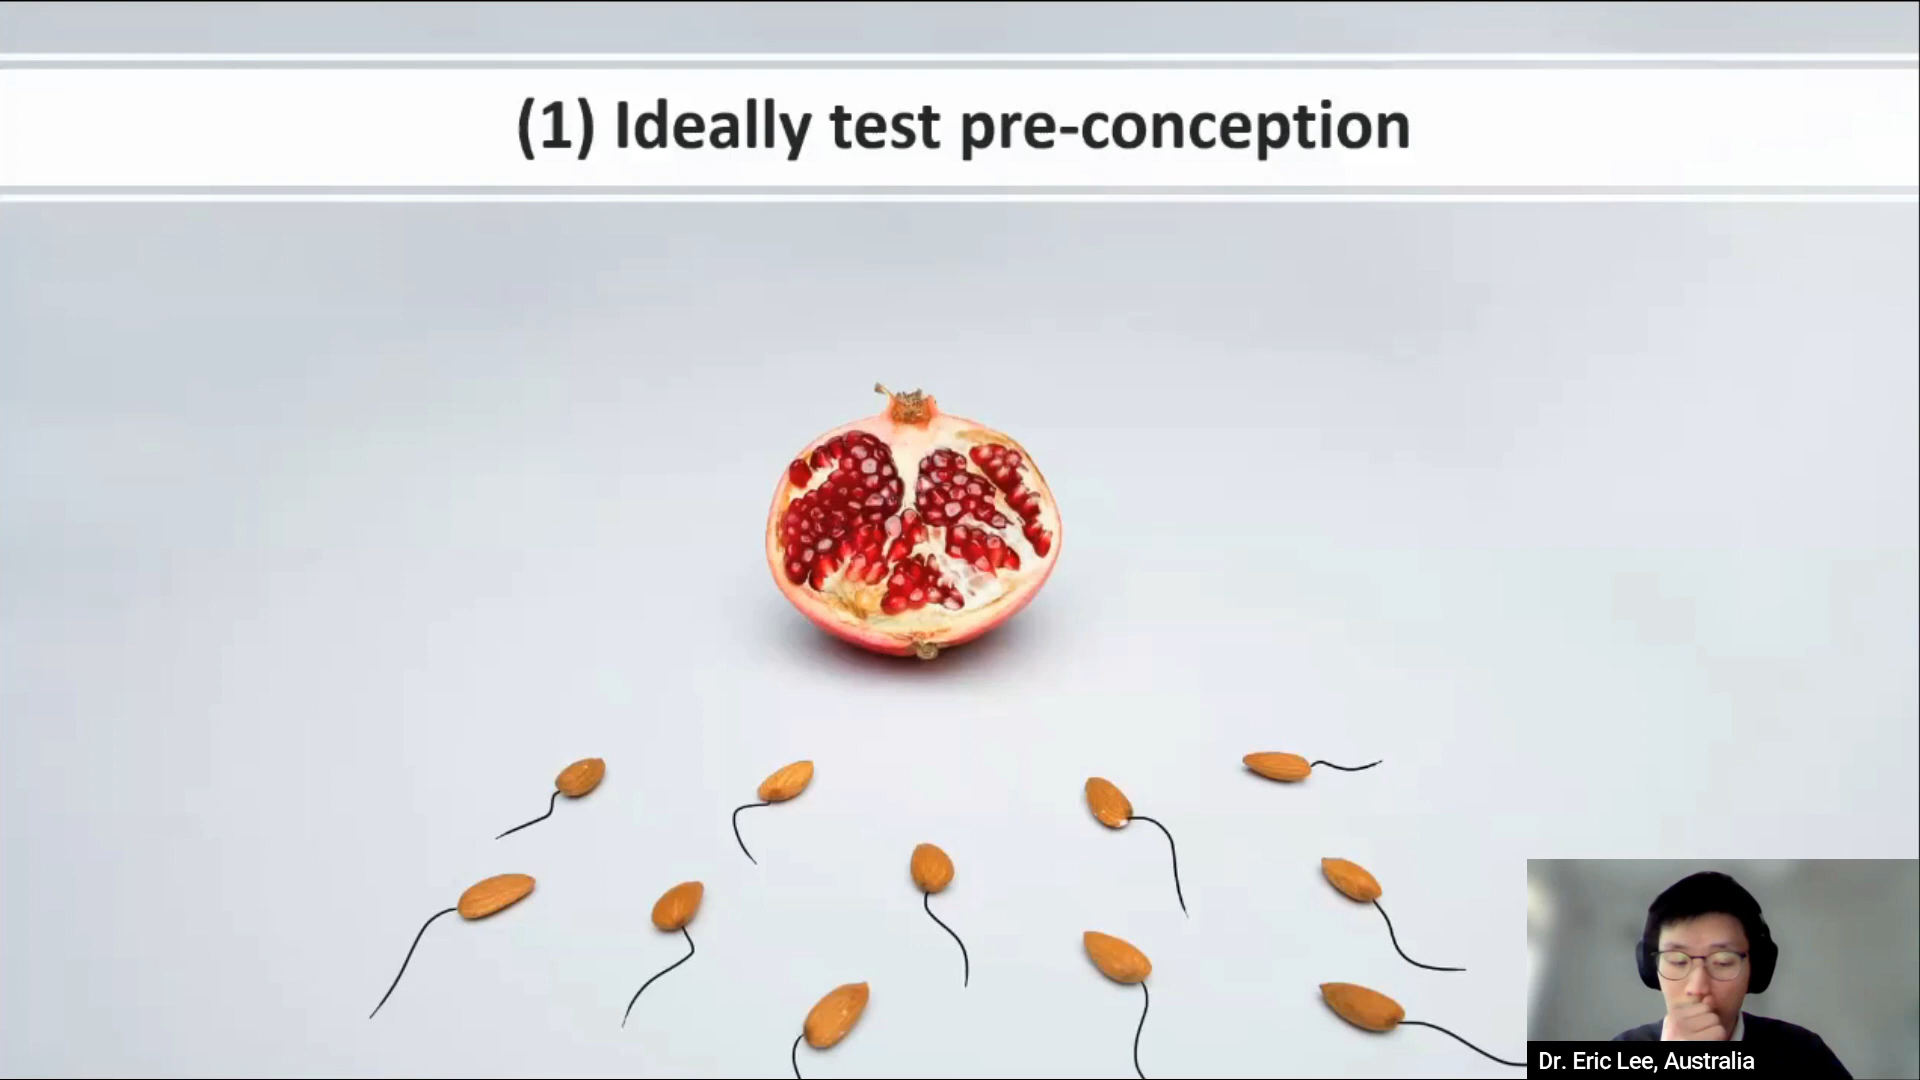 (1) Ideally test pre-conception
Dr. Eric Lee, Australia